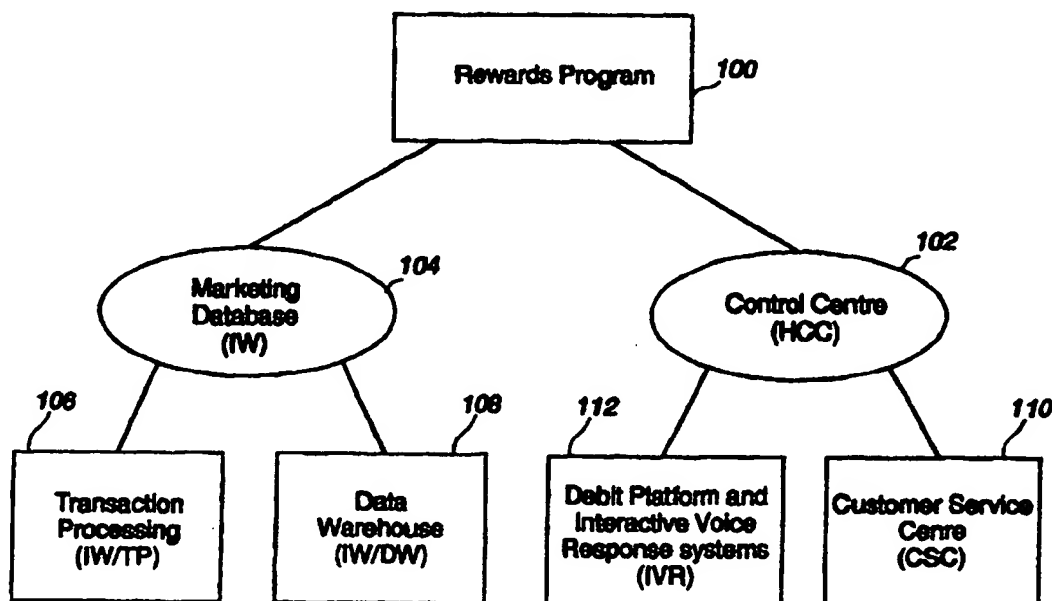 Rewards Program
100
102
104
Marketing
Database
(IW)
Control Centre
(HCC)
106
108
112
110
Transaction
Processing
(IW/TP)
Data
Warehouse
(IW/DW)
Debit Platform and
Interactive Voice
Response systems
(IVR)
Customer Service
Cenre
(CSC)